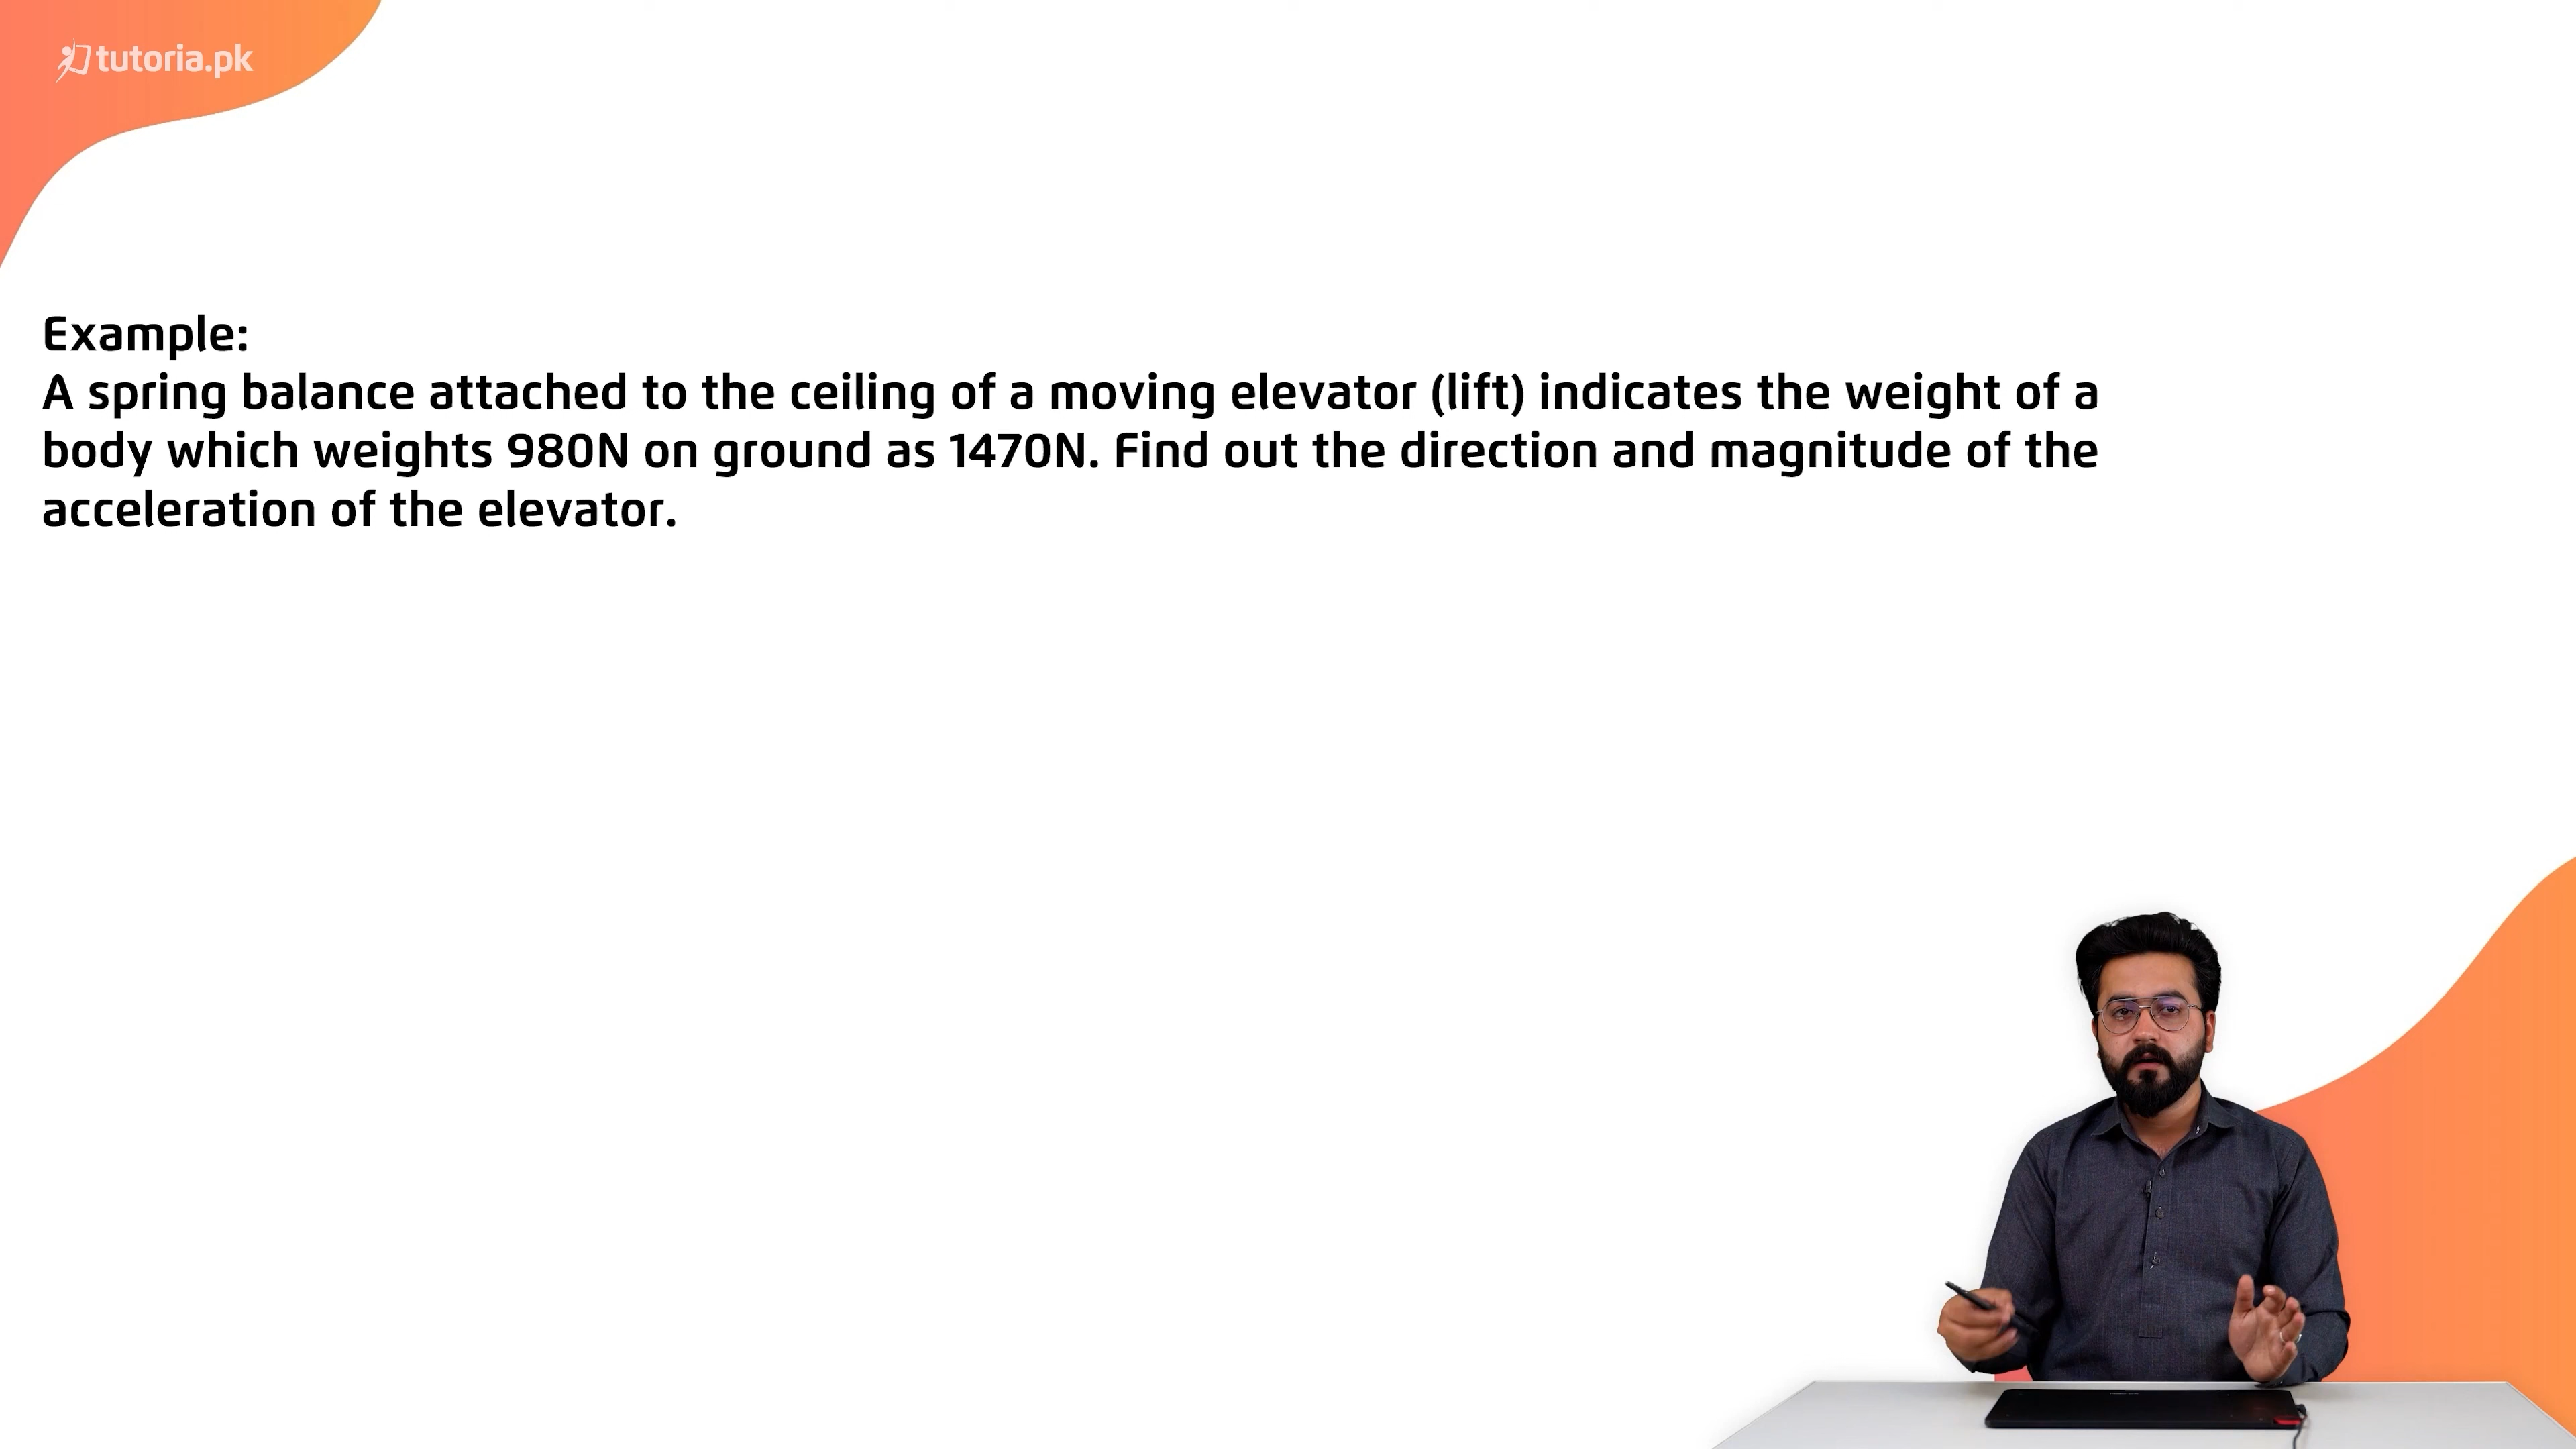 tutoria.pk
Example:
A spring balance attached to the ceiling of a moving elevator (lift) indicates the weight of a
body which weights 980N on ground as 1470N. Find out the direction and magnitude of the
acceleration of the elevator.